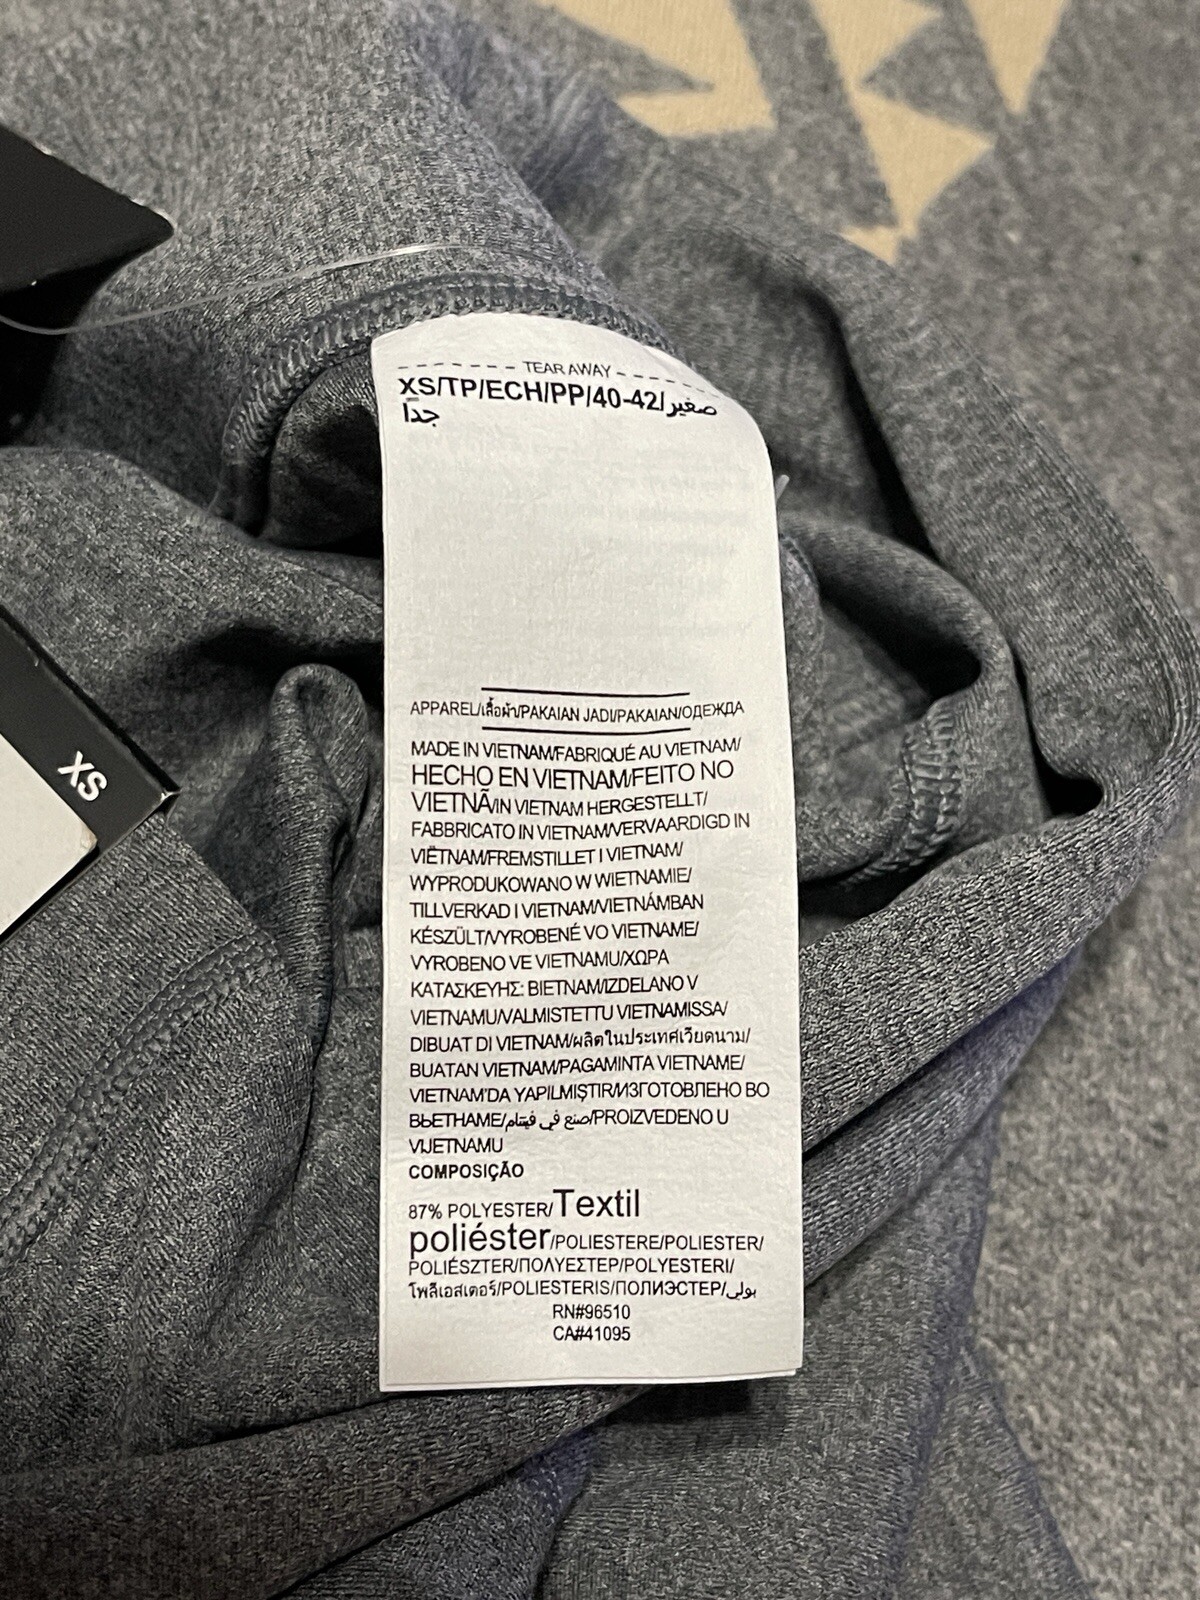 TEAR AWAY
XS/TP/ECH/PP/40-42/صغير
جداً
APPAREL/เสื้อผ้า/PAKAIAN JADI/PAKAIAN/ОДЕЖДА
MADE IN VIETNAM/FABRIQUÉ AU VIETNAM/
HECHO EN VIETNAM/FEITO NO
VIETNÃ/IN VIETNAM HERGESTELLT/
FABBRICATO IN VIETNAM/VERVAARDIGD IN
VIËTNAM/FREMSTILLET I VIETNAM/
WYPRODUKOWANO W WIETNAMIE/
TILLVERKAD I VIETNAM/VIETNÁMBAN
KÉSZÜLT/VYROBENÉ VO VIETNAME/
VYROBENO VE VIETNAMU/ΧΩΡΑ
ΚΑΤΑΣΚΕΥΗΣ: ΒΙΕΤΝΑΜ/IZDELANO V
VIETNAMU/VALMISTETTU VIETNAMISSA/
DIBUAT DI VIETNAM/ผลิตในประเทศเวียดนาม/
BUATAN VIETNAM/PAGAMINTA VIETNAME/
VIETNAM'DA YAPILMIŞTIR/ИЗГОТОВЛЕНО ВО
ВЬЕТНАМЕ/صنع في فيتنام/PROIZVEDENO U
VIJETNAMU
COMPOSIÇÃO
87% POLYESTER/Textil
poliéster/POLIESTERE/POLIESTER/
POLIÉSZTER/ΠΟΛΥΕΣΤΕΡ/POLYESTERI/
โพลีเอสเตอร์/POLIESTERIS/ПОЛИЭСТЕР/بولي
RN#96510
CA#41095
XS